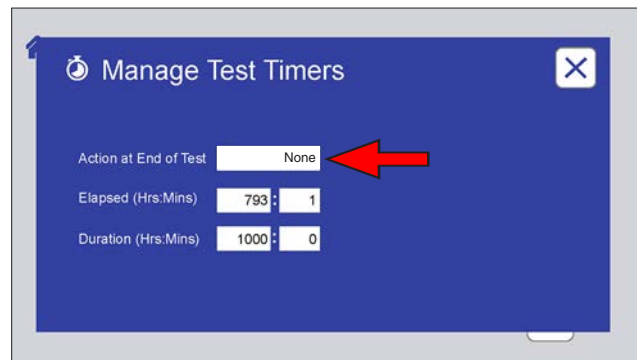 Manage Test Timers
Action at End of Test None
Elapsed (Hrs:Mins) 793 : 1
Duration (Hrs:Mins) 1000 : 0